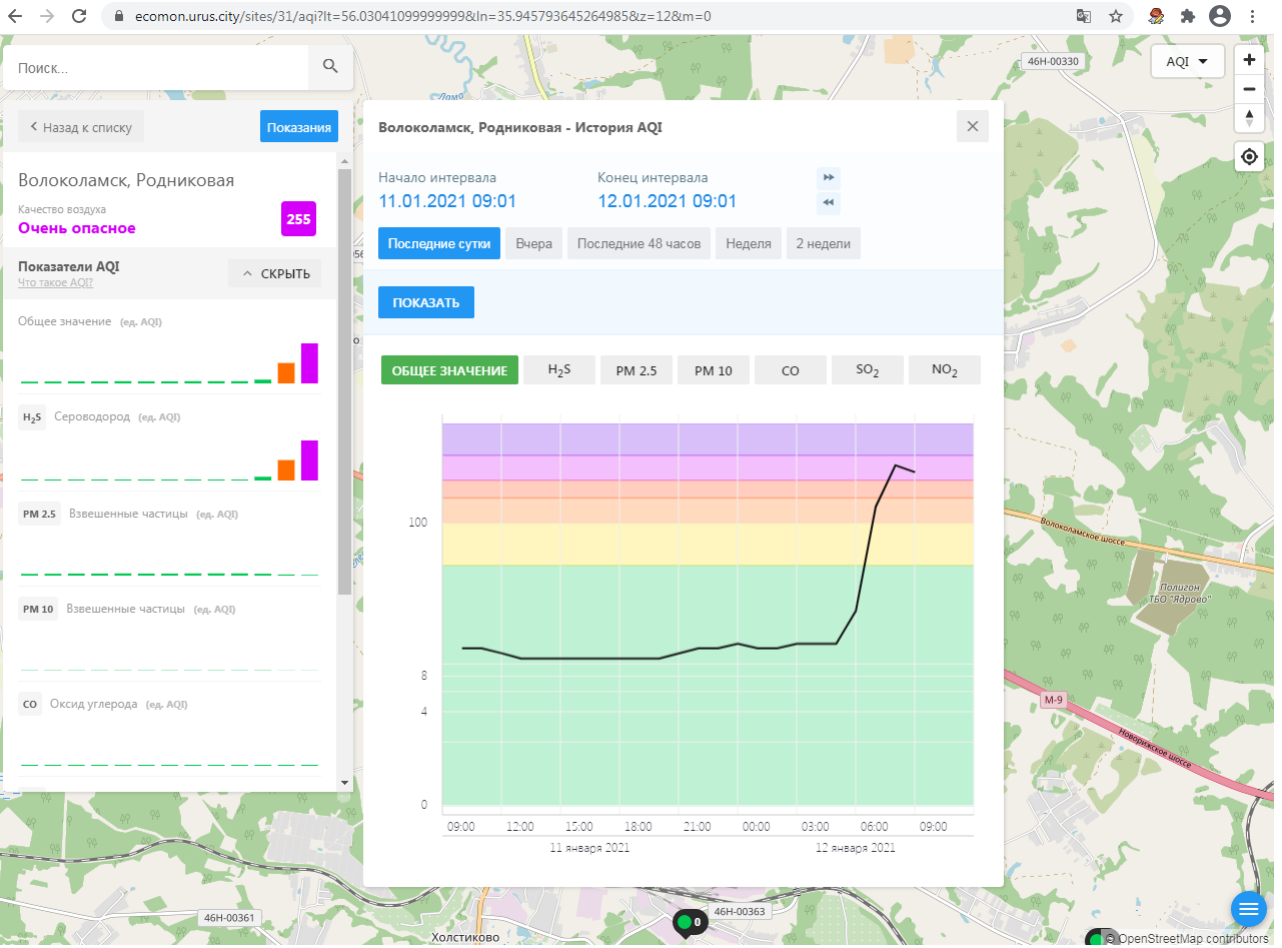 ecomon.urus.city/sites/31/aqi?lt=56.03041099999999&ln=35.945793645264985&z=12&m=0
46H-00330
AQI
Поиск...
Назад к списку
Показания
Волоколамск, Родниковая
Качество воздуха
Очень опасное
255
Показатели AQI
Что такое AQI?
СКРЫТЬ
Общее значение (ед. AQI)
H2S Сероводород (ед. AQI)
PM 2.5 Взвешенные частицы (ед. AQI)
PM 10 Взвешенные частицы (ед. AQI)
CO Оксид углерода (ед. AQI)
Волоколамск, Родниковая - История AQI
Начало интервала
Конец интервала
11.01.2021 09:01
12.01.2021 09:01
Последние сутки
Вчера
Последние 48 часов
Неделя
2 недели
ПОКАЗАТЬ
ОБЩЕЕ ЗНАЧЕНИЕ
H2S
PM 2.5
PM 10
CO
SO2
NO2
100
8
4
0
09:00 12:00 15:00 18:00 21:00 00:00 03:00 06:00 09:00
11 января 2021
12 января 2021
Лама
Волоколамское шоссе
Полигон
ТБО "Ядрово"
М-9
Новорижское шоссе
46H-00361
46H-00363
0
Холстиково
© OpenStreetMap contributors